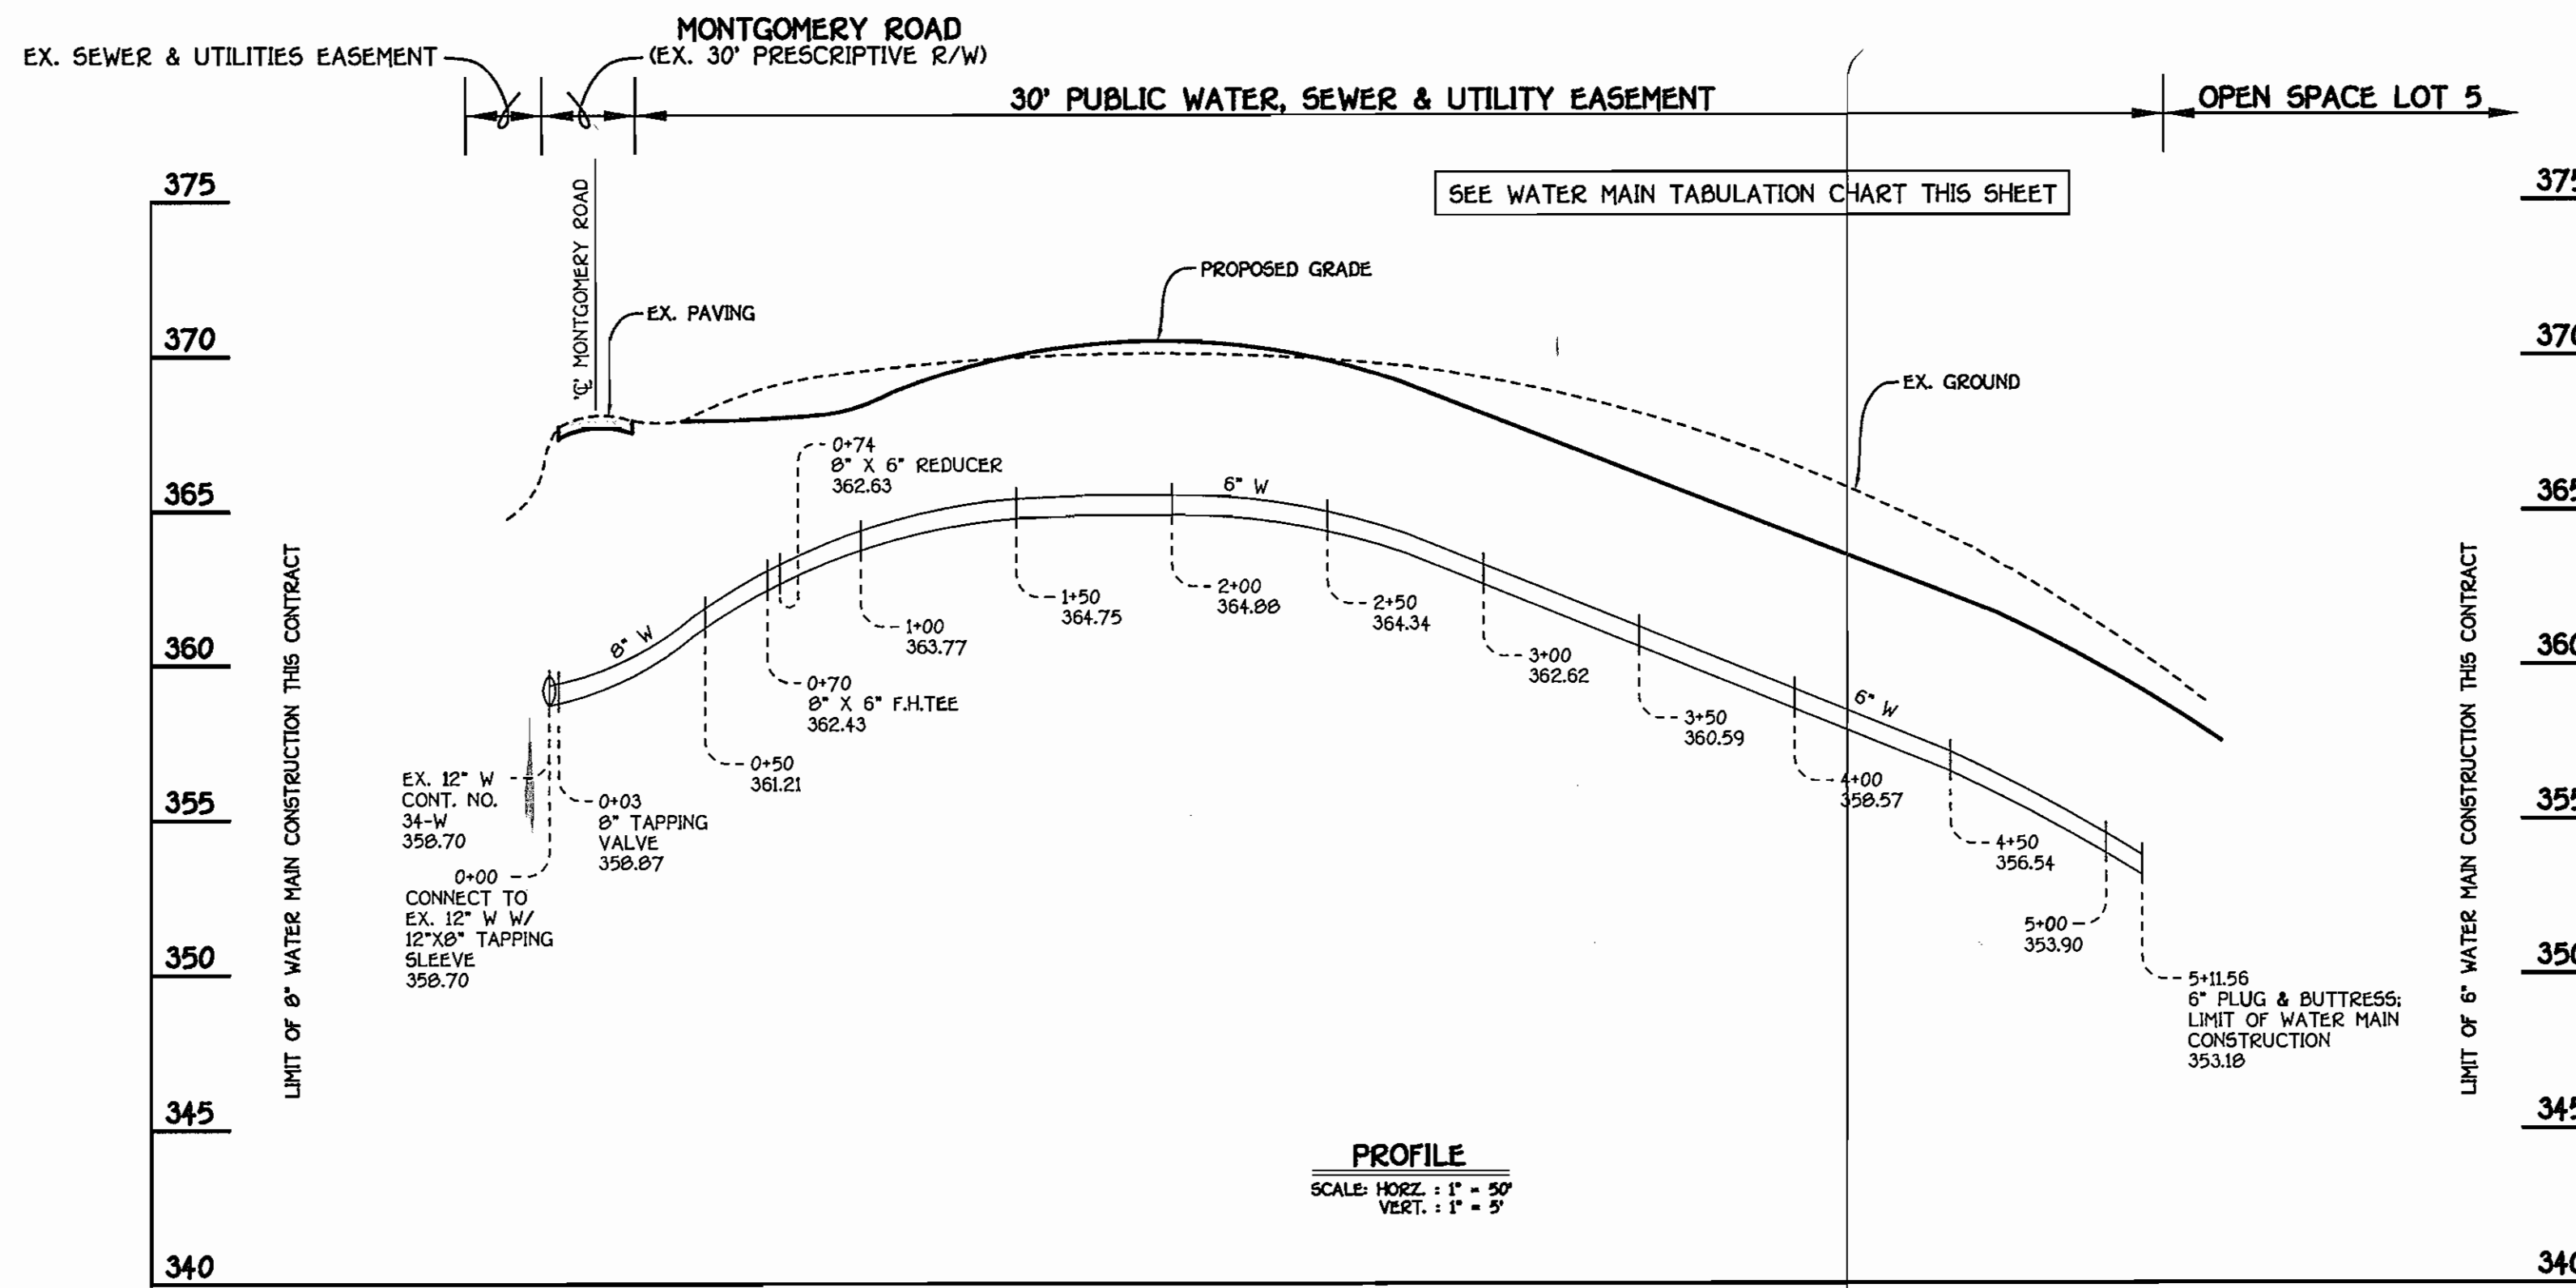 MONTGOMERY ROAD
(EX. 30' PRESCRIPTIVE R/W)
EX. SEWER & UTILITIES EASEMENT
30' PUBLIC WATER, SEWER & UTILITY EASEMENT
OPEN SPACE LOT 5
SEE WATER MAIN TABULATION CHART THIS SHEET
375
370
365
360
355
350
345
340
LIMIT OF 8" WATER MAIN CONSTRUCTION THIS CONTRACT
℄ MONTGOMERY ROAD
EX. PAVING
PROPOSED GRADE
EX. GROUND
8" W
6" W
6" W
EX. 12" W
CONT. NO.
34-W
358.70
0+00
CONNECT TO
EX. 12" W W/
12"X8" TAPPING
SLEEVE
358.70
0+03
8" TAPPING
VALVE
358.87
0+50
361.21
0+70
8" X 6" F.H.TEE
362.43
0+74
8" X 6" REDUCER
362.63
1+00
363.77
1+50
364.75
2+00
364.88
2+50
364.34
3+00
362.62
3+50
360.59
4+00
358.57
4+50
356.54
5+00
353.90
5+11.56
6" PLUG & BUTTRESS;
LIMIT OF WATER MAIN
CONSTRUCTION
353.18
LIMIT OF 6" WATER MAIN CONSTRUCTION THIS CONTRACT
PROFILE
SCALE: HORZ. : 1" = 50'
VERT. : 1" = 5'